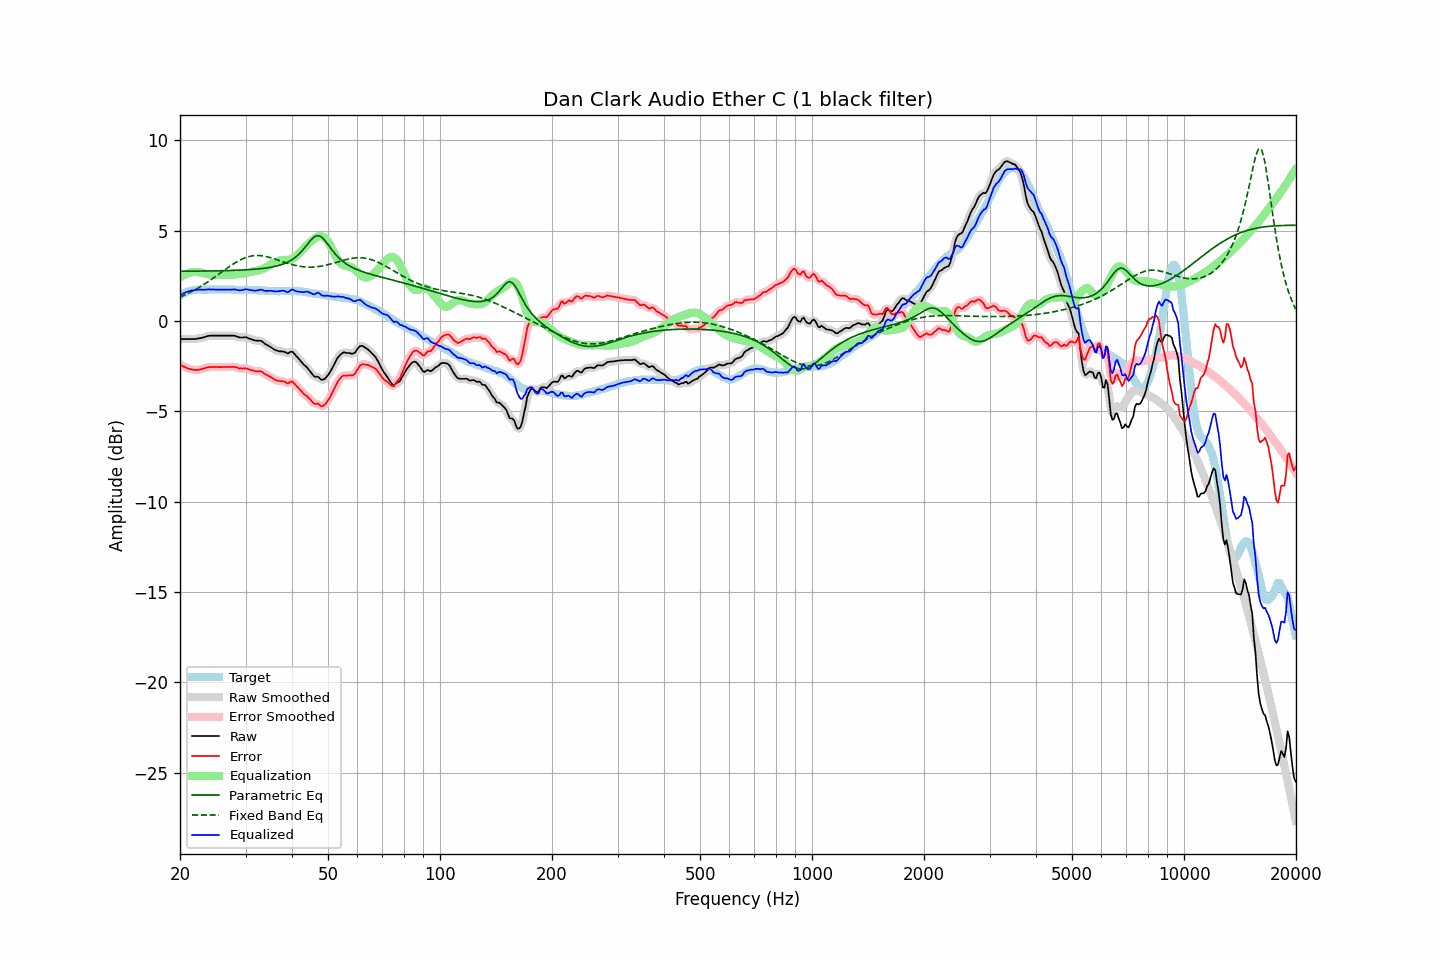 Dan Clark Audio Ether C (1 black filter)
Amplitude (dBr)
10
5
0
−5
−10
−15
−20
−25
Target
Raw Smoothed
Error Smoothed
Raw
Error
Equalization
Parametric Eq
Fixed Band Eq
Equalized
20 50 100 200 500 1000 2000 5000 10000 20000
Frequency (Hz)